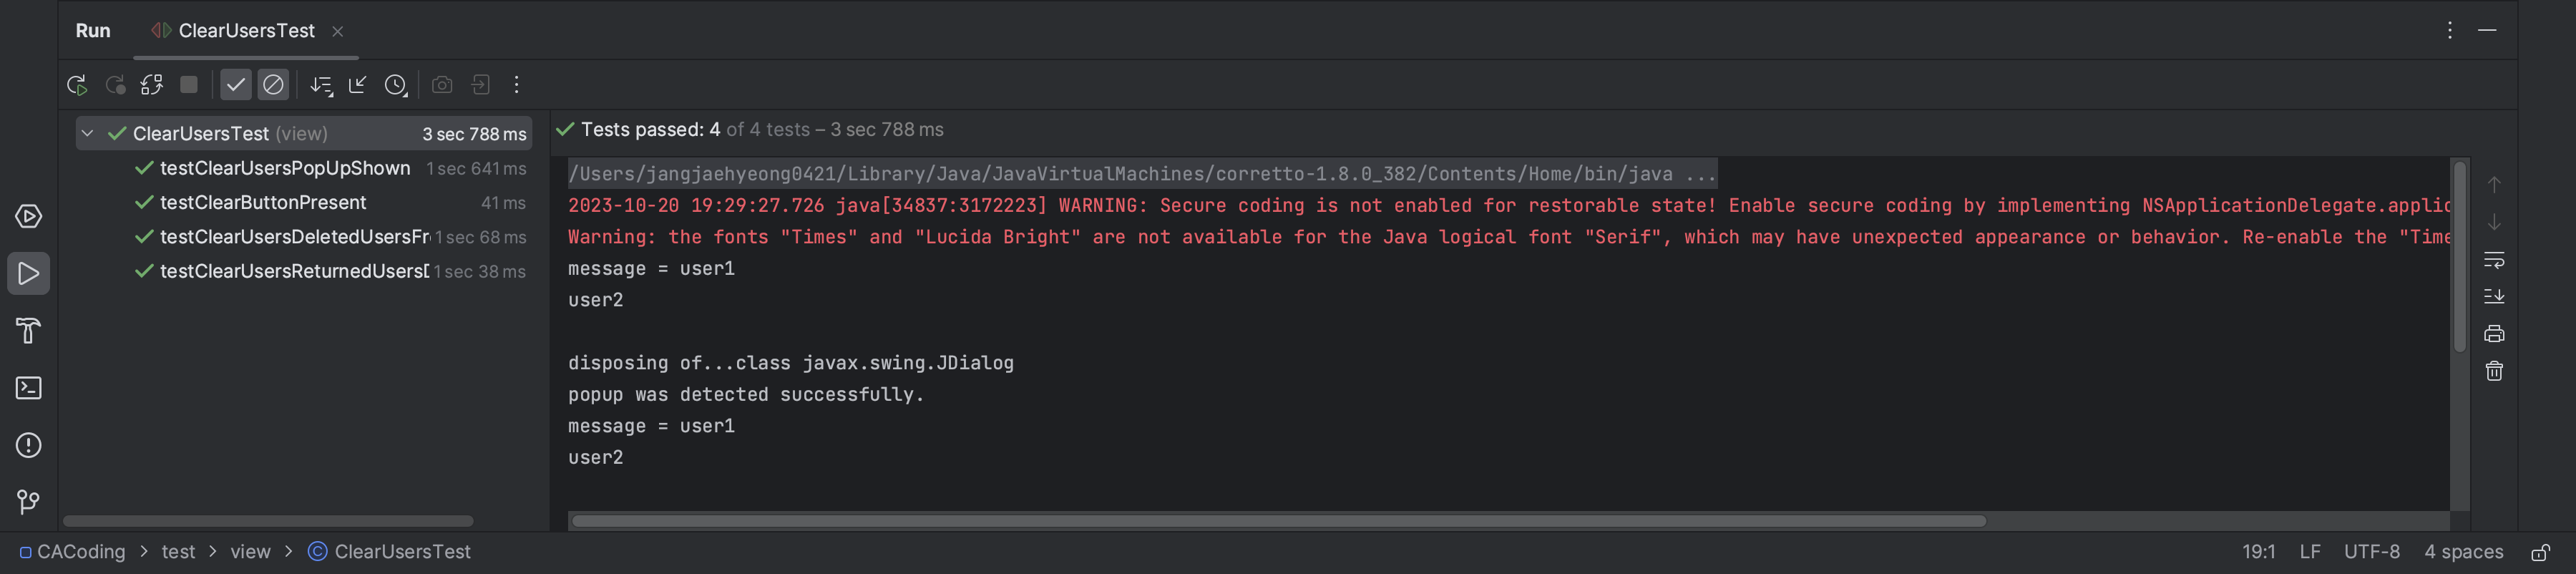 Run ClearUsersTest
ClearUsersTest (view) 3 sec 788 ms
testClearUsersPopUpShown 1 sec 641 ms
testClearButtonPresent 41 ms
testClearUsersDeletedUsersFr 1 sec 68 ms
testClearUsersReturnedUsers 1 sec 38 ms
Tests passed: 4 of 4 tests – 3 sec 788 ms
/Users/jangjaehyeong0421/Library/Java/JavaVirtualMachines/corretto-1.8.0_382/Contents/Home/bin/java ...
2023-10-20 19:29:27.726 java[34837:3172223] WARNING: Secure coding is not enabled for restorable state! Enable secure coding by implementing NSApplicationDelegate.applic
Warning: the fonts "Times" and "Lucida Bright" are not available for the Java logical font "Serif", which may have unexpected appearance or behavior. Re-enable the "Time
message = user1
user2
disposing of...class javax.swing.JDialog
popup was detected successfully.
message = user1
user2
CACoding > test > view > ClearUsersTest
19:1 LF UTF-8 4 spaces